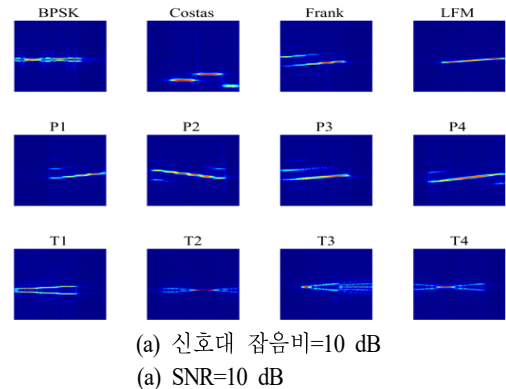 BPSK Costas Frank LFM
P1 P2 P3 P4
T1 T2 T3 T4
(a) 신호대 잡음비=10 dB
(a) SNR=10 dB